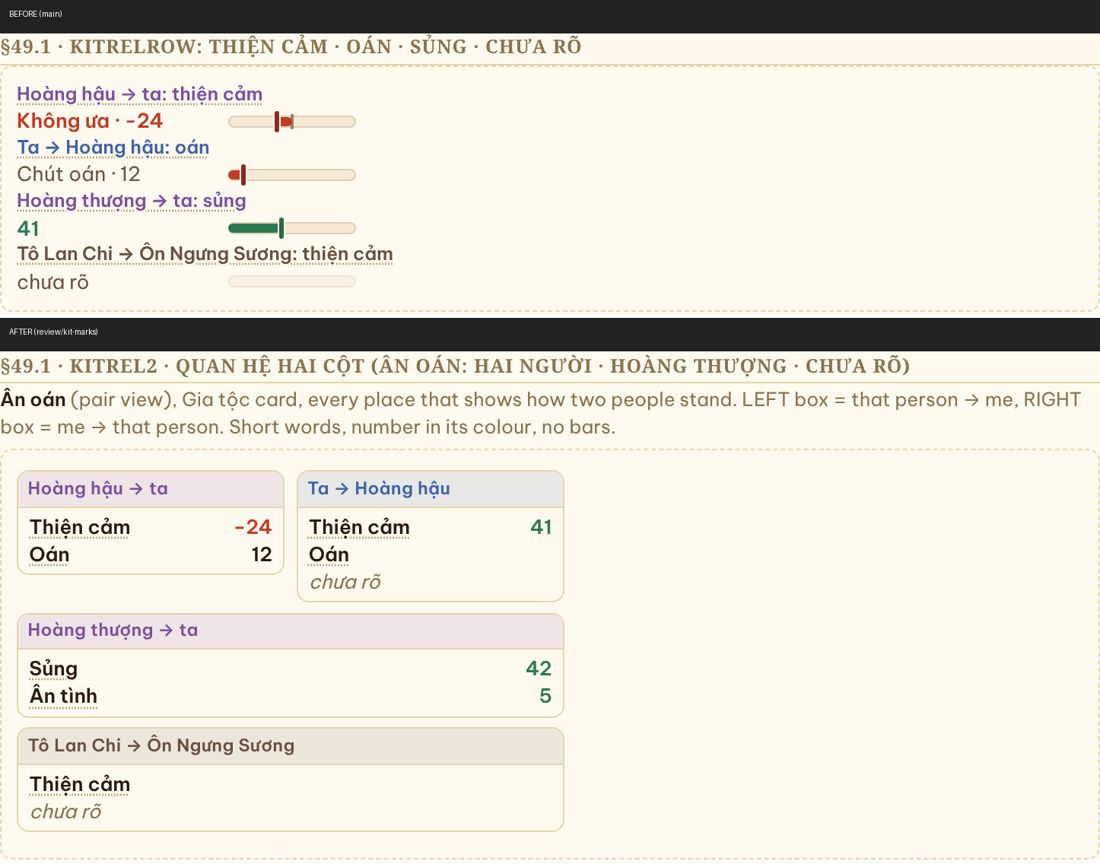 BEFORE (main)
§49.1 · KITRELROW: THIỆN CẢM · OÁN · SỦNG · CHƯA RÕ
Hoàng hậu → ta: thiện cảm
Không ưa · -24
Ta → Hoàng hậu: oán
Chút oán · 12
Hoàng thượng → ta: sủng
41
Tô Lan Chi → Ôn Ngưng Sương: thiện cảm
chưa rõ
AFTER (review/kit-marks)
§49.1 · KITREL2 · QUAN HỆ HAI CỘT (ÂN OÁN: HAI NGƯỜI · HOÀNG THƯỢNG · CHƯA RÕ)
Ân oán (pair view), Gia tộc card, every place that shows how two people stand. LEFT box = that person → me, RIGHT
box = me → that person. Short words, number in its colour, no bars.
Hoàng hậu → ta
Thiện cảm -24
Oán 12
Ta → Hoàng hậu
Thiện cảm 41
Oán
chưa rõ
Hoàng thượng → ta
Sủng 42
Ân tình 5
Tô Lan Chi → Ôn Ngưng Sương
Thiện cảm
chưa rõ